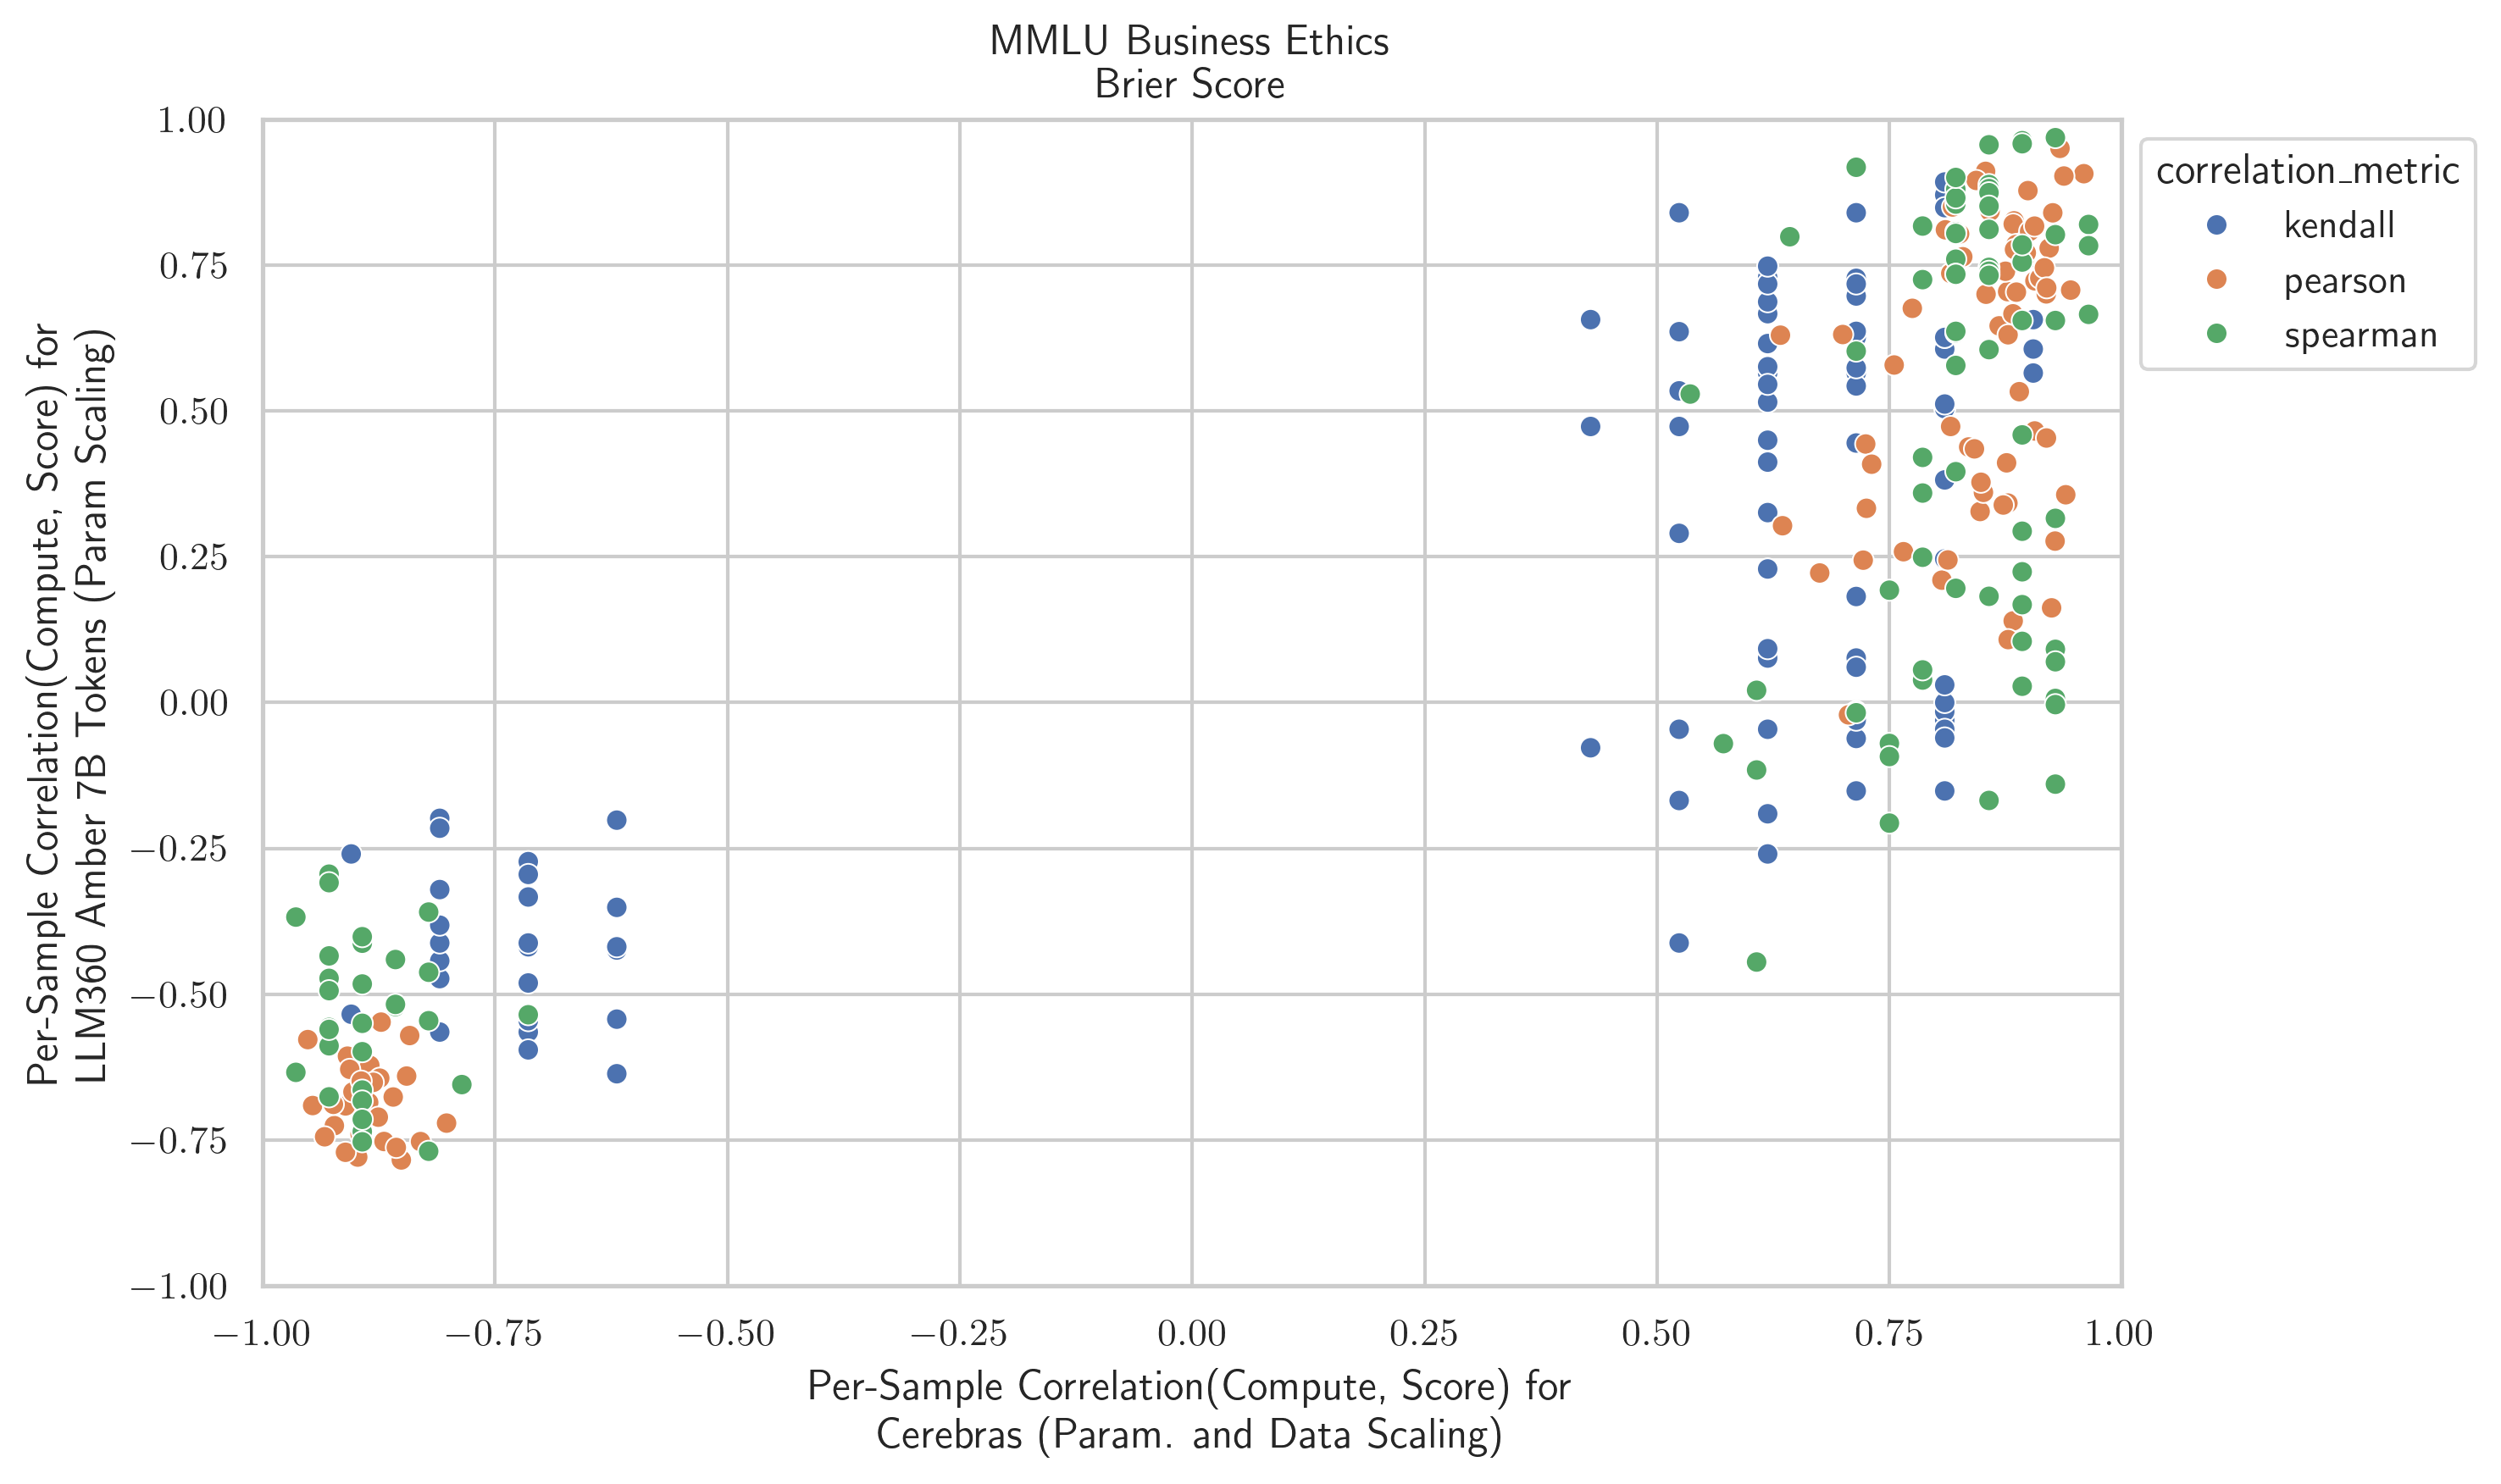 MMLU Business Ethics
Brier Score
1.00
0.75
0.50
0.25
0.00
−0.25
−0.50
−0.75
−1.00
Per-Sample Correlation(Compute, Score) for
LLM360 Amber 7B Tokens (Param Scaling)
−1.00 −0.75 −0.50 −0.25 0.00 0.25 0.50 0.75 1.00
Per-Sample Correlation(Compute, Score) for
Cerebras (Param. and Data Scaling)
correlation_metric
kendall
pearson
spearman